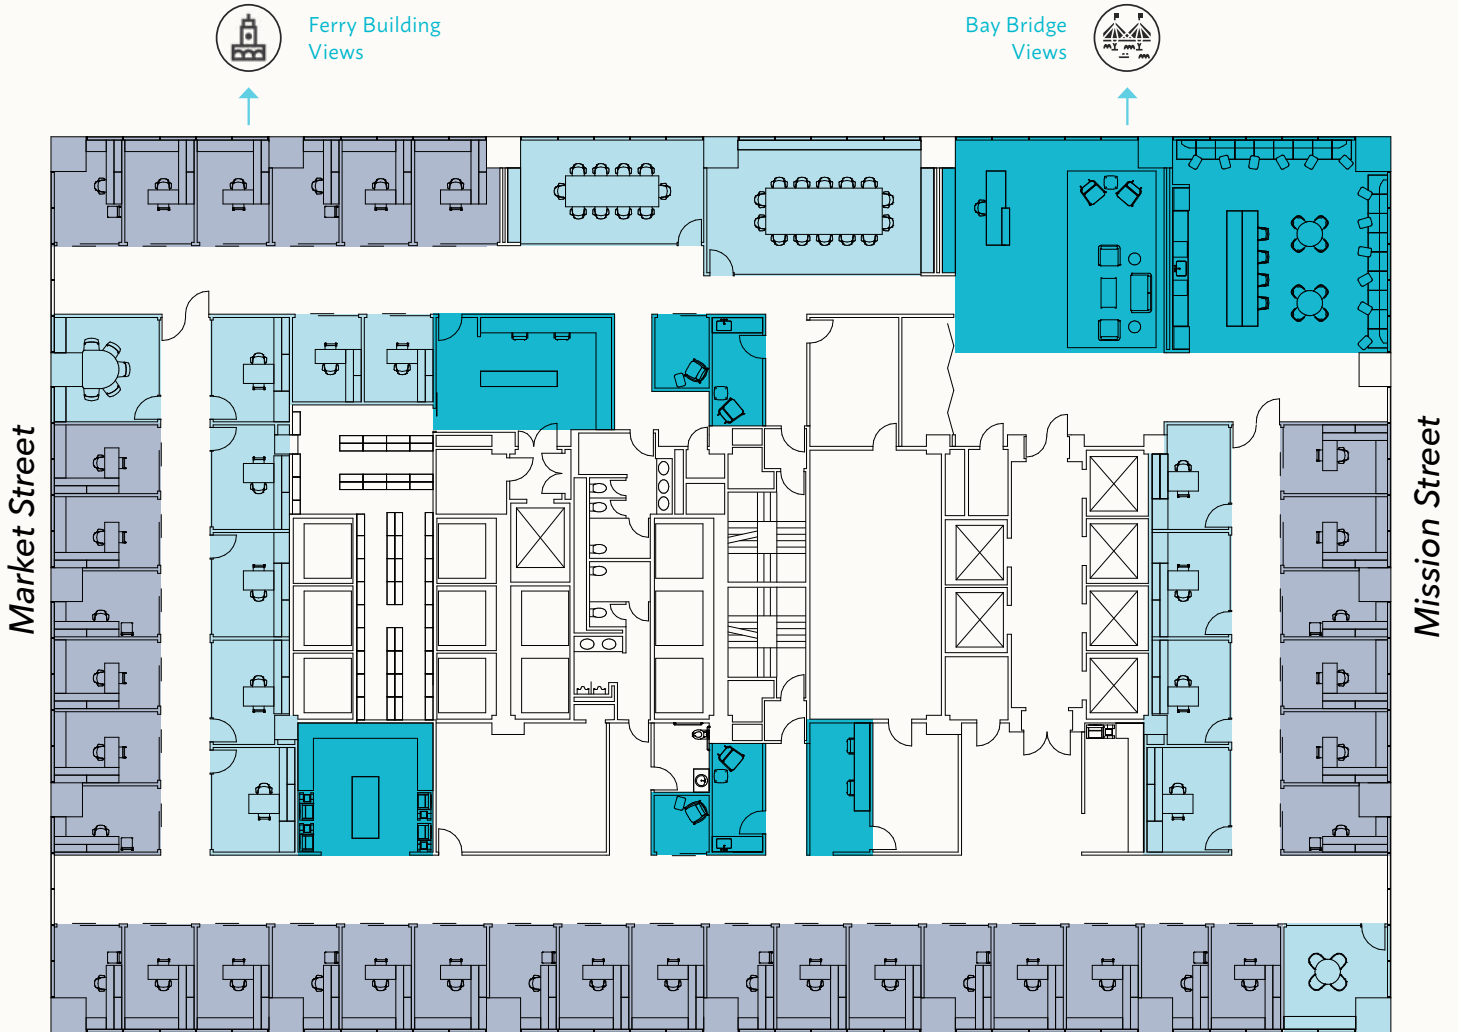 Ferry Building
Views
Bay Bridge
Views
Market Street
Mission Street